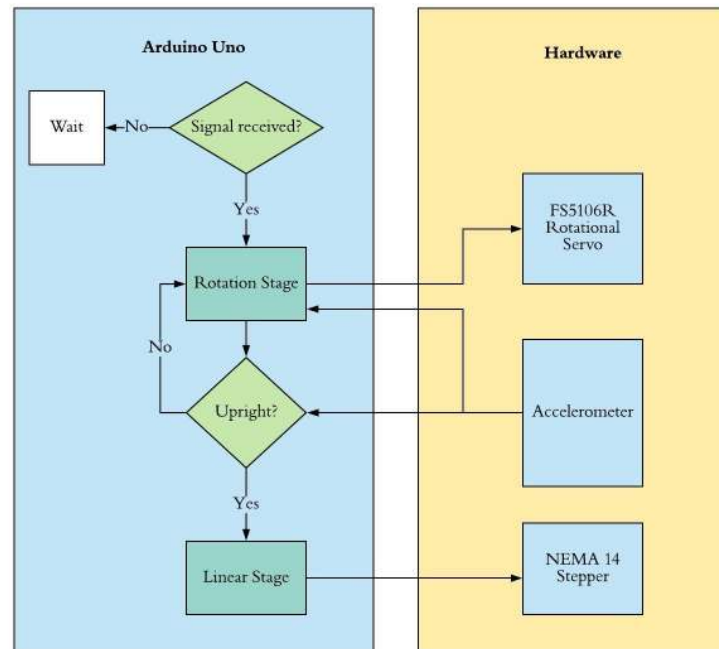 Arduino Uno
Hardware
Wait
No
Signal received?
Yes
FS5106R
Rotational
Servo
Rotation Stage
No
Upright?
Accelerometer
Yes
Linear Stage
NEMA 14
Stepper